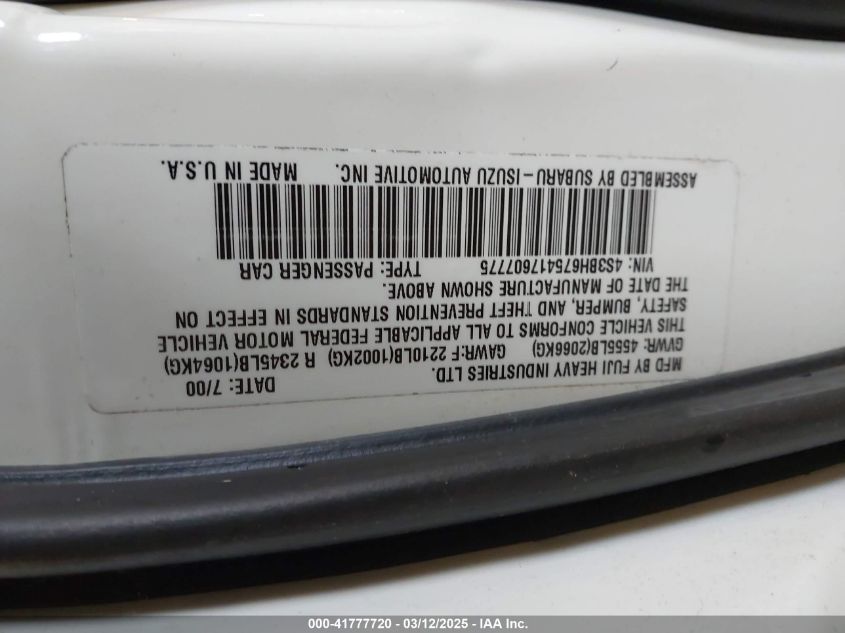 MFD BY FUJI HEAVY INDUSTRIES LTD. DATE: 7/00
GVWR: 4555LB(2066KG) GAWR:F 2210LB(1002KG) R 2345LB(1064KG)
THIS VEHICLE CONFORMS TO ALL APPLICABLE FEDERAL MOTOR VEHICLE
SAFETY, BUMPER, AND THEFT PREVENTION STANDARDS IN EFFECT ON
THE DATE OF MANUFACTURE SHOWN ABOVE.
VIN: 4S3BH675417607775 TYPE: PASSENGER CAR
ASSEMBLED BY SUBARU-ISUZU AUTOMOTIVE INC. MADE IN U.S.A.
000-41777720 - 03/12/2025 - IAA Inc.